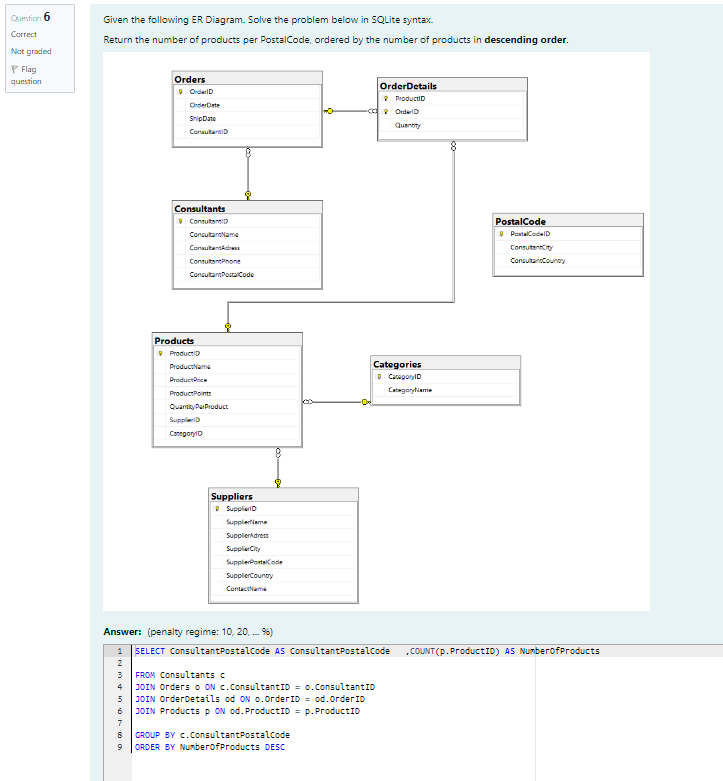 Question 6
Correct
Not graded
Flag
question
Given the following ER Diagram. Solve the problem below in SQLite syntax.
Return the number of products per PostalCode, ordered by the number of products in descending order.
Orders
OrderID
OrderDate
ShipDate
ConsultantID
OrderDetails
ProductID
OrderID
Quantity
Consultants
ConsultantID
ConsultantName
ConsultantAdress
ConsultantPhone
ConsultantPostalCode
PostalCode
PostalCodeID
ConsultantCity
ConsultantCountry
Products
ProductID
ProductName
ProductPrice
ProductPoints
QuantityPerProduct
SupplierID
CategoryID
Categories
CategoryID
CategoryName
Suppliers
SupplierID
SupplierName
SupplierAdress
SupplierCity
SupplierPostalCode
SupplierCountry
ContactName
Answer: (penalty regime: 10, 20, ... %)
1 SELECT ConsultantPostalCode AS ConsultantPostalCode ,COUNT(p.ProductID) AS NumberOfProducts
2
3 FROM Consultants c
4 JOIN Orders o ON c.ConsultantID = o.ConsultantID
5 JOIN OrderDetails od ON o.OrderID = od.OrderID
6 JOIN Products p ON od.ProductID = p.ProductID
7
8 GROUP BY c.ConsultantPostalCode
9 ORDER BY NumberOfProducts DESC